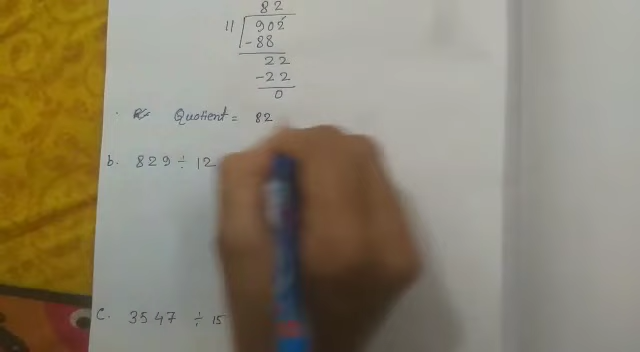 82
11 902
-88
22
-22
0
Quotient = 82
b. 829 ÷ 12
C. 3547 ÷ 15